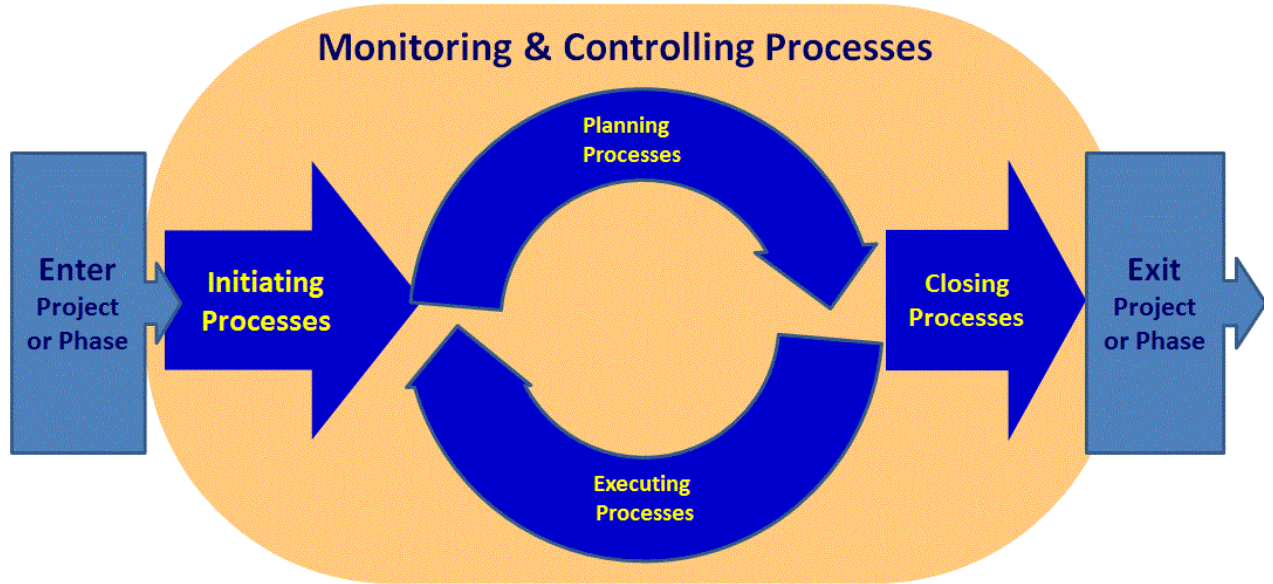 Monitoring & Controlling Processes
Planning
Processes
Enter
Project
or Phase
Initiating
Processes
Closing
Processes
Exit
Project
or Phase
Executing
Processes